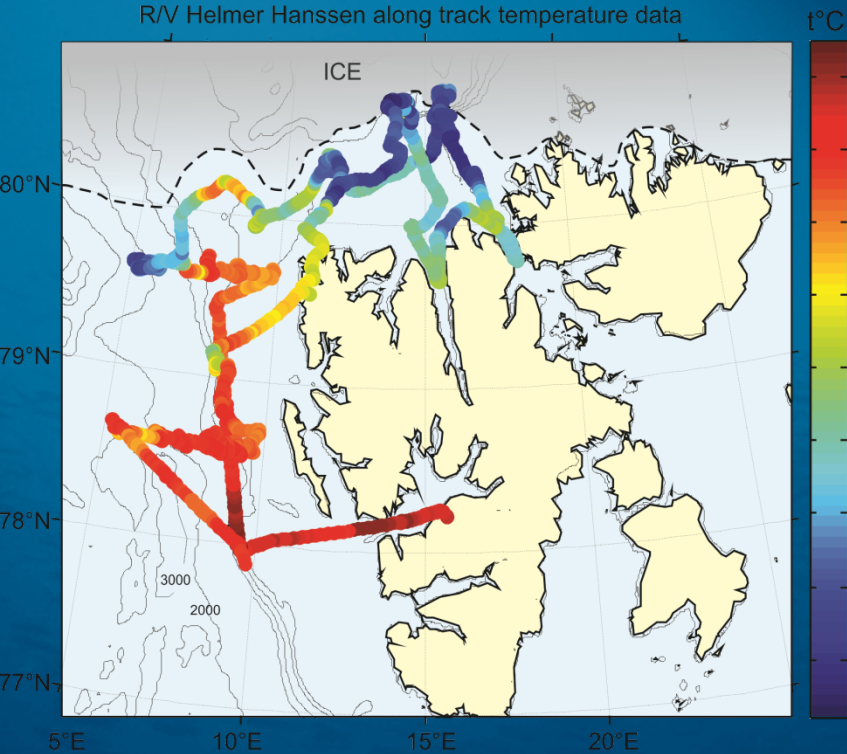 R/V Helmer Hanssen along track temperature data
t°C
ICE
80°N
79°N
78°N
3000
2000
77°N
5°E
10°E
15°E
20°E